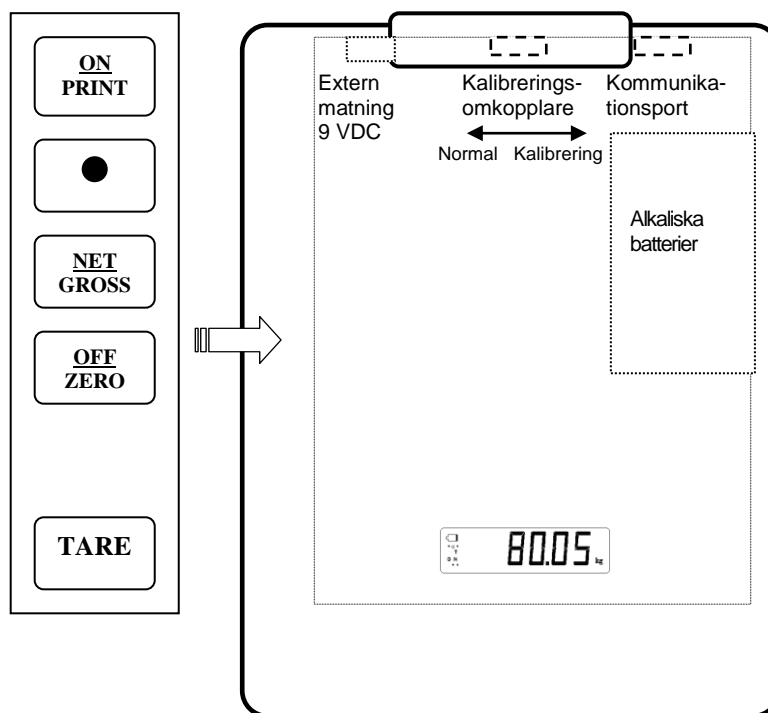 ON
PRINT
●
NET
GROSS
OFF
ZERO
TARE
Extern
matning
9 VDC
Kalibrerings-
omkopplare
Normal Kalibrering
Kommunika-
tionsport
Alkaliska
batterier
80.05 kg